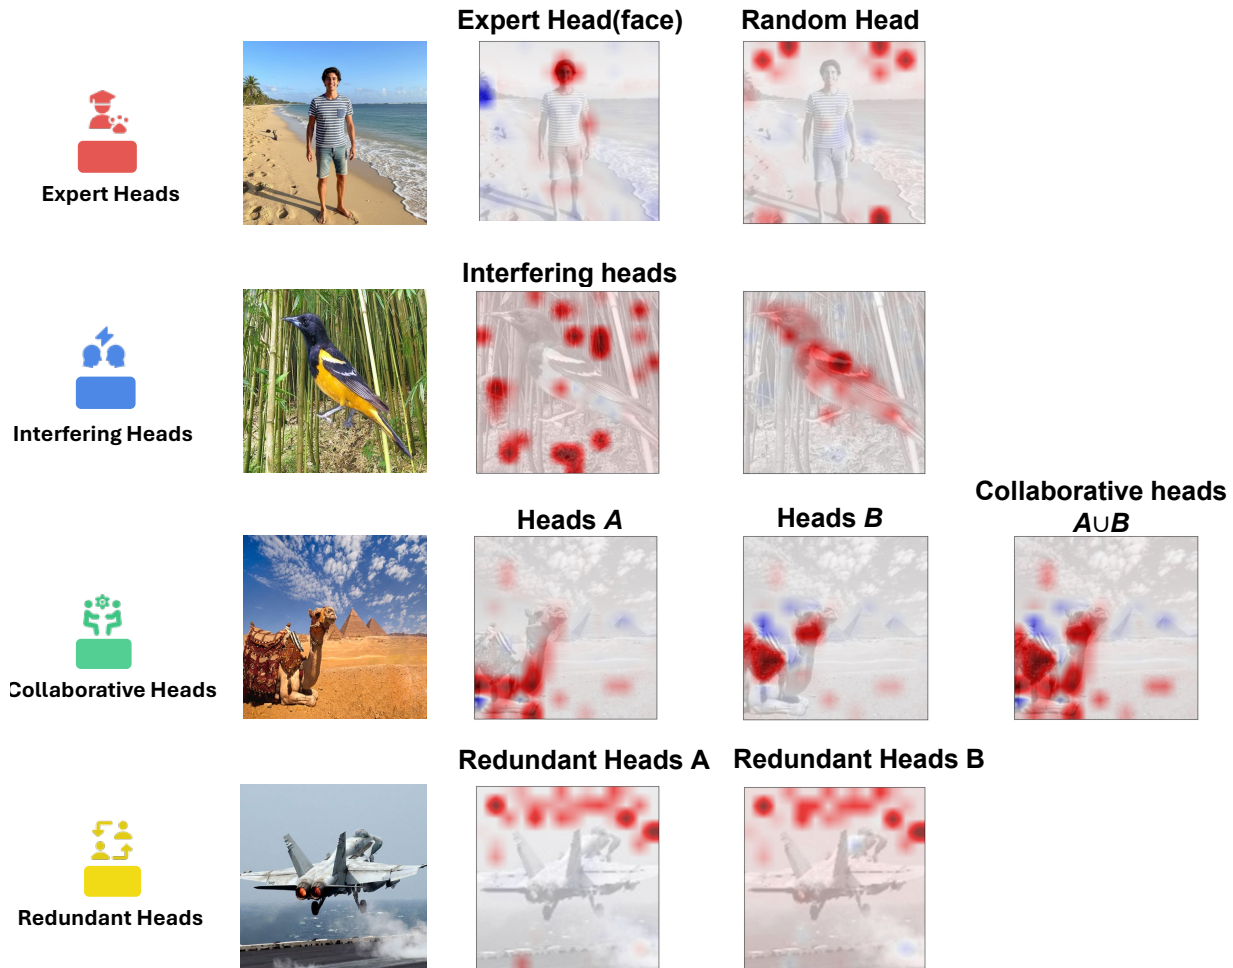 Expert Head(face)
Random Head
Expert Heads
Interfering heads
Interfering Heads
Collaborative heads
A∪B
Heads A
Heads B
Collaborative Heads
Redundant Heads A
Redundant Heads B
Redundant Heads